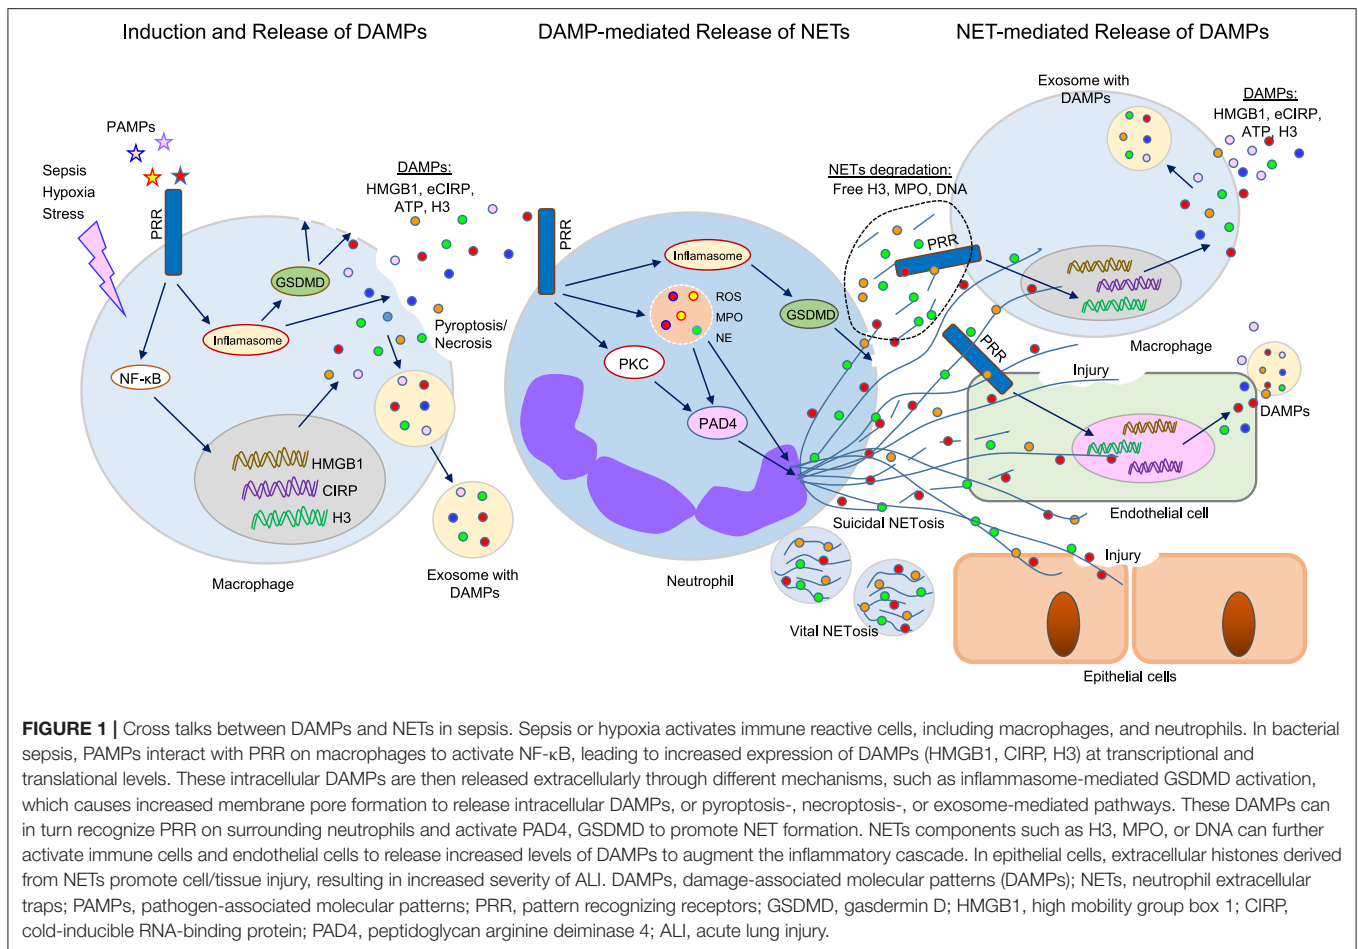 Induction and Release of DAMPs
DAMP-mediated Release of NETs
NET-mediated Release of DAMPs
PAMPs
Sepsis
Hypoxia
Stress
PRR
DAMPs:
HMGB1, eCIRP,
ATP, H3
GSDMD
Inflamasome
Pyroptosis/
Necrosis
NF-κB
HMGB1
CIRP
H3
Macrophage
Exosome with
DAMPs
PRR
Inflamasome
ROS
MPO
NE
GSDMD
PKC
PAD4
Neutrophil
Suicidal NETosis
Vital NETosis
NETs degradation:
Free H3, MPO, DNA
PRR
Exosome with
DAMPs
DAMPs:
HMGB1, eCIRP,
ATP, H3
Macrophage
PRR
Injury
DAMPs
Endothelial cell
Injury
Epithelial cells
FIGURE 1 | Cross talks between DAMPs and NETs in sepsis. Sepsis or hypoxia activates immune reactive cells, including macrophages, and neutrophils. In bacterial
sepsis, PAMPs interact with PRR on macrophages to activate NF-κB, leading to increased expression of DAMPs (HMGB1, CIRP, H3) at transcriptional and
translational levels. These intracellular DAMPs are then released extracellularly through different mechanisms, such as inflammasome-mediated GSDMD activation,
which causes increased membrane pore formation to release intracellular DAMPs, or pyroptosis-, necroptosis-, or exosome-mediated pathways. These DAMPs can
in turn recognize PRR on surrounding neutrophils and activate PAD4, GSDMD to promote NET formation. NETs components such as H3, MPO, or DNA can further
activate immune cells and endothelial cells to release increased levels of DAMPs to augment the inflammatory cascade. In epithelial cells, extracellular histones derived
from NETs promote cell/tissue injury, resulting in increased severity of ALI. DAMPs, damage-associated molecular patterns (DAMPs); NETs, neutrophil extracellular
traps; PAMPs, pathogen-associated molecular patterns; PRR, pattern recognizing receptors; GSDMD, gasdermin D; HMGB1, high mobility group box 1; CIRP,
cold-inducible RNA-binding protein; PAD4, peptidoglycan arginine deiminase 4; ALI, acute lung injury.